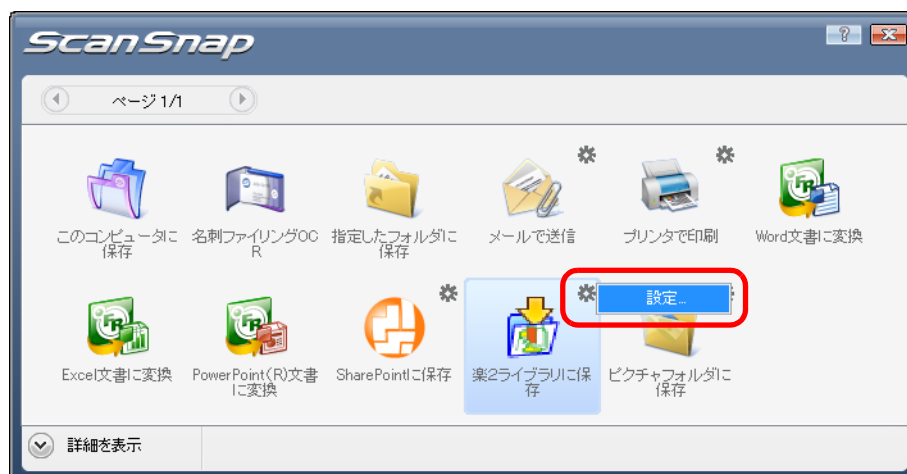 ScanSnap
ページ 1/1
このコンピュータに
保存
名刺ファイリングOC
R
指定したフォルダに
保存
メールで送信
プリンタで印刷
Word文書に変換
Excel文書に変換
PowerPoint(R)文書
に変換
SharePointに保存
楽2ライブラリに保
存
設定...
ピクチャフォルダに
保存
詳細を表示